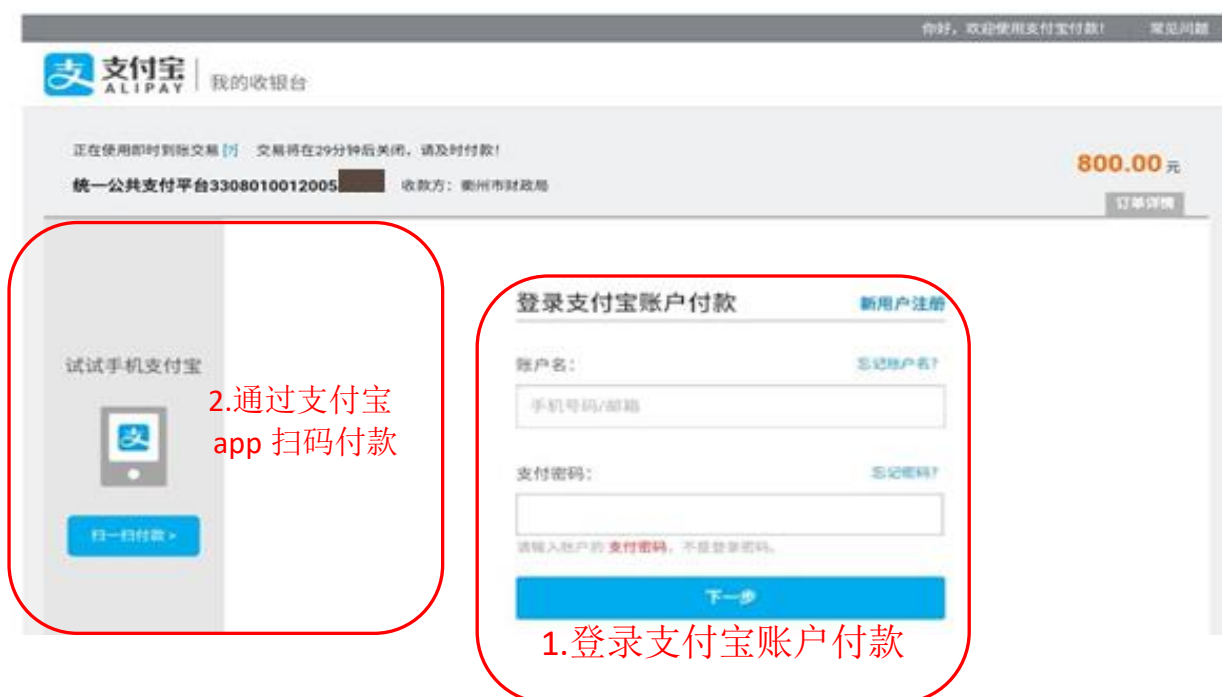 你好，欢迎使用支付宝付款！ 常见问题
支 支付宝 我的收银台
ALIPAY
正在使用即时到账交易[?] 交易将在29分钟后关闭，请及时付款！
统一公共支付平台3308010012005 收款方：衢州市财政局
800.00 元
订单详情
试试手机支付宝
支
扫一扫付款 >
2.通过支付宝
app 扫码付款
登录支付宝账户付款 新用户注册
账户名： 忘记账户名?
手机号码/邮箱
支付密码： 忘记密码?
请输入账户的 支付密码，不是登录密码。
下一步
1.登录支付宝账户付款